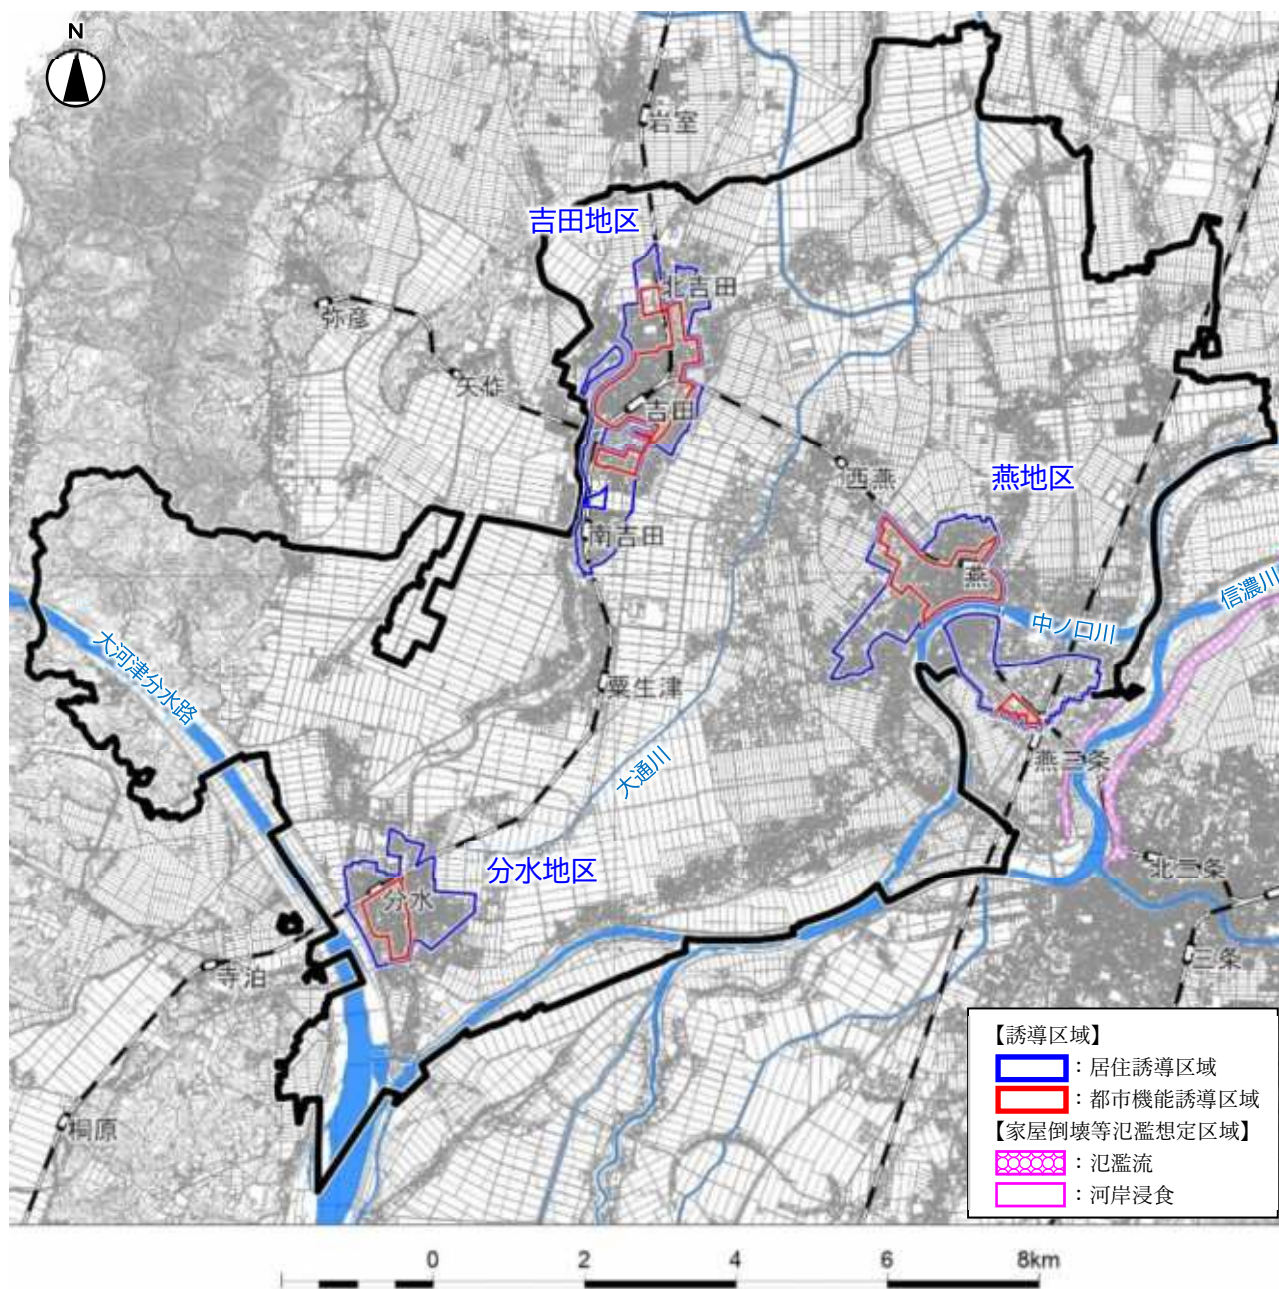 N
岩室
吉田地区
北吉田
弥彦
矢作
吉田
西燕
燕地区
南吉田
燕
信濃川
中ノ口川
大河津分水路
粟生津
燕三条
大通川
分水地区
北三条
分水
三条
寺泊
桐原
【誘導区域】
：居住誘導区域
：都市機能誘導区域
【家屋倒壊等氾濫想定区域】
：氾濫流
：河岸浸食
0 2 4 6 8km